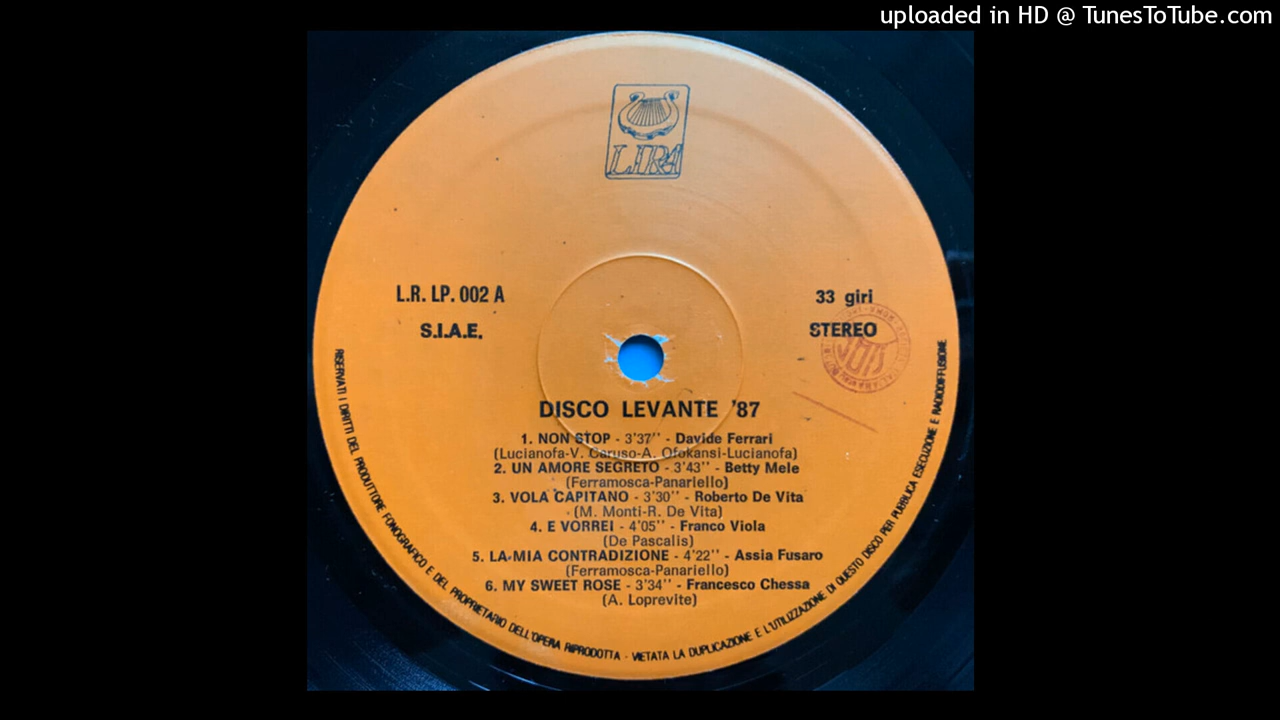 uploaded in HD @ TunesToTube.com
LIRA
L.R. LP. 002 A
33 giri
S.I.A.E.
STEREO
DISCO LEVANTE '87
1. NON STOP - 3'37'' - Davide Ferrari
(Lucianofa-V. Caruso-A. Ofokansi-Lucianofa)
2. UN AMORE SEGRETO - 3'43'' - Betty Mele
(Ferramosca-Panariello)
3. VOLA CAPITANO - 3'30'' - Roberto De Vita
(M. Monti-R. De Vita)
4. E VORREI - 4'05'' - Franco Viola
(De Pascalis)
5. LA MIA CONTRADIZIONE - 4'22'' - Assia Fusaro
(Ferramosca-Panariello)
6. MY SWEET ROSE - 3'34'' - Francesco Chessa
(A. Loprevite)
RISERVATI I DIRITTI DEL PRODUTTORE FONOGRAFICO E DEL PROPRIETARIO DELL'OPERA RIPRODOTTA - VIETATA LA DUPLICAZIONE E L'UTILIZZAZIONE DI QUESTO DISCO PER PUBBLICA ESECUZIONE E RADIODIFFUSIONE